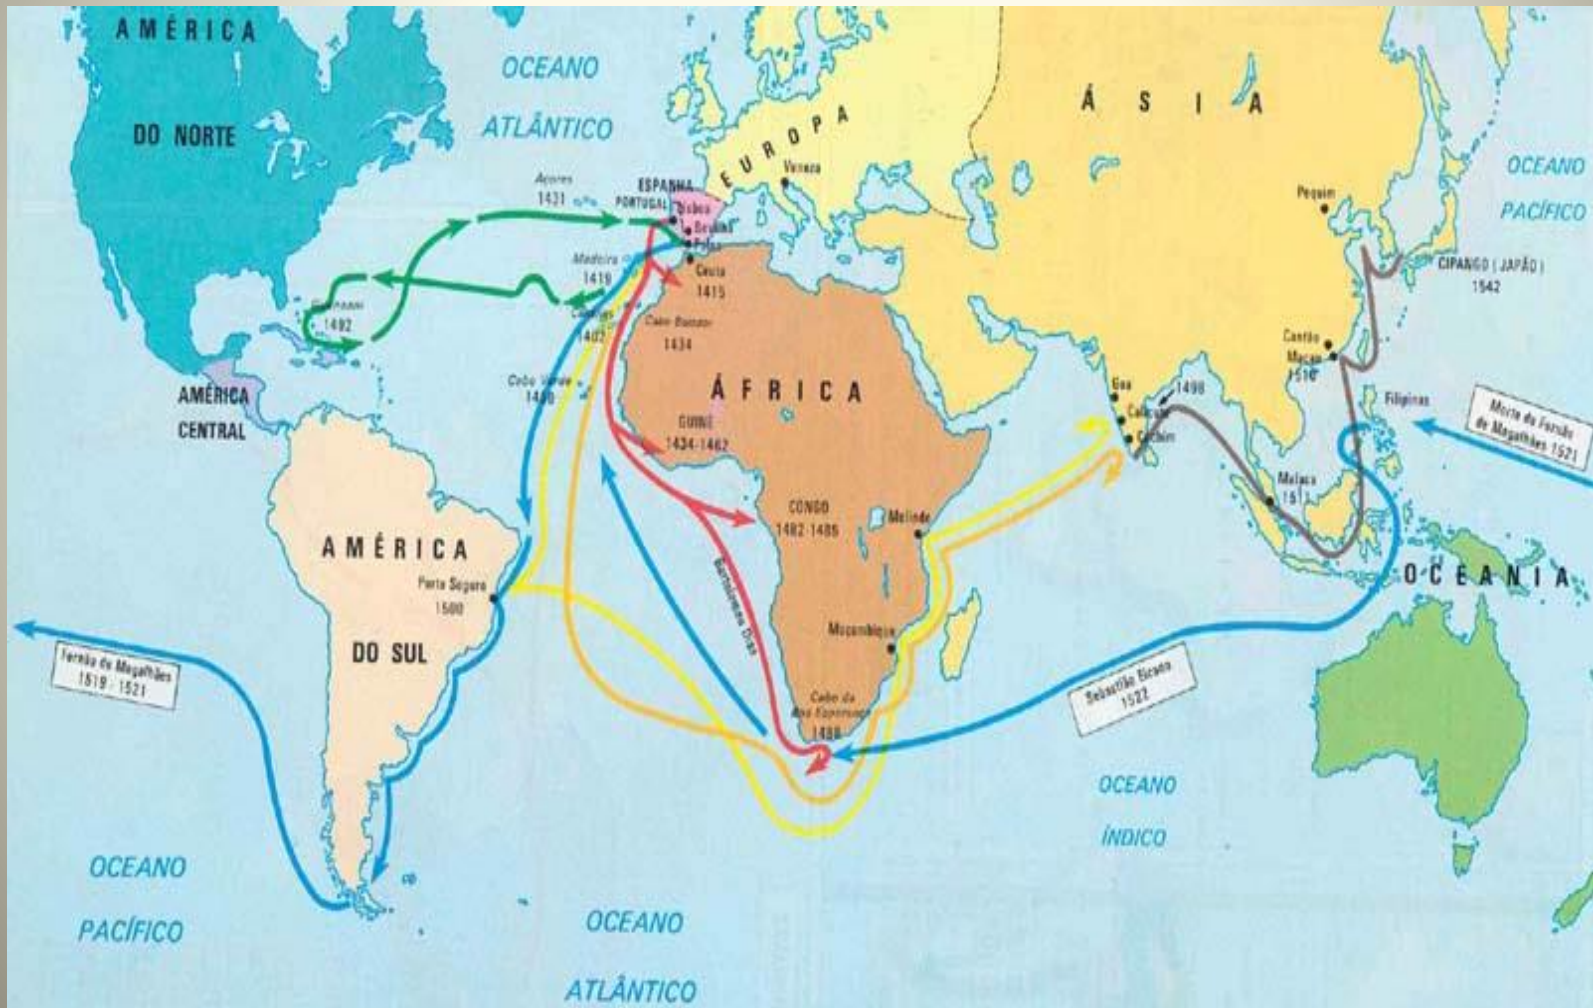 AMÉRICA
DO NORTE
OCEANO
ATLÂNTICO
EUROPA
ÁSIA
OCEANO
PACÍFICO
Veneza
Pequim
Açores
1431
ESPANHA
PORTUGAL
Lisboa
Palos
Madeira
1419
Ceuta
1415
CIPANGO (JAPÃO)
1542
1492
1402
Cabo Bojador
1434
Cantão
Macau
Cabo Verde
ÁFRICA
AMÉRICA
CENTRAL
GUINÉ
1434-1462
Goa
Calicute
Cochim
1498
Filipinas
Morte de Fernão
de Magalhães 1521
Malaca
1511
CONGO
1482-1485
Melinde
AMÉRICA
DO SUL
Porto Seguro
1500
Bartolomeu Dias
OCEANIA
Moçambique
Fernão de Magalhães
1519-1521
Sebastião Elcano
1522
Cabo da
Boa Esperança
1488
OCEANO
ÍNDICO
OCEANO
PACÍFICO
OCEANO
ATLÂNTICO